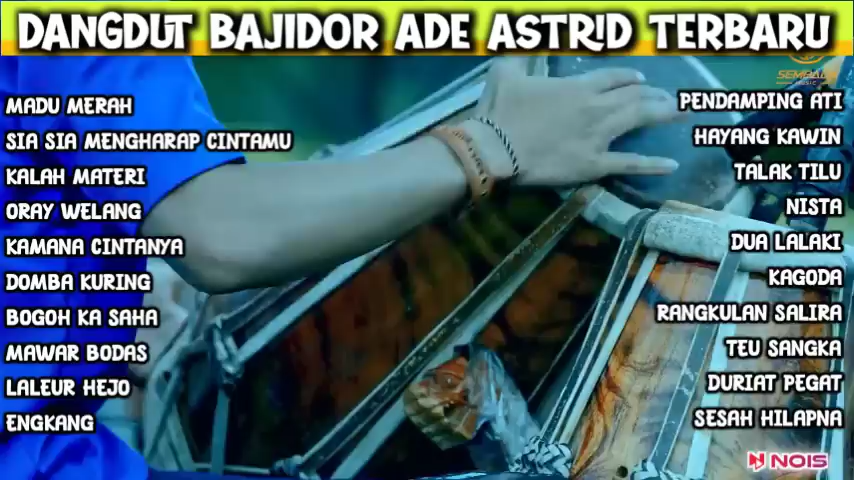 DANGDUT BAJIDOR ADE ASTRID TERBARU
SEMBADA
MADU MERAH
SIA SIA MENGHARAP CINTAMU
KALAH MATERI
ORAY WELANG
KAMANA CINTANYA
DOMBA KURING
BOGOH KA SAHA
MAWAR BODAS
LALEUR HEJO
ENGKANG
PENDAMPING ATI
HAYANG KAWIN
TALAK TILU
NISTA
DUA LALAKI
KAGODA
RANGKULAN SALIRA
TEU SANGKA
DURIAT PEGAT
SESAH HILAPNA
NOIS